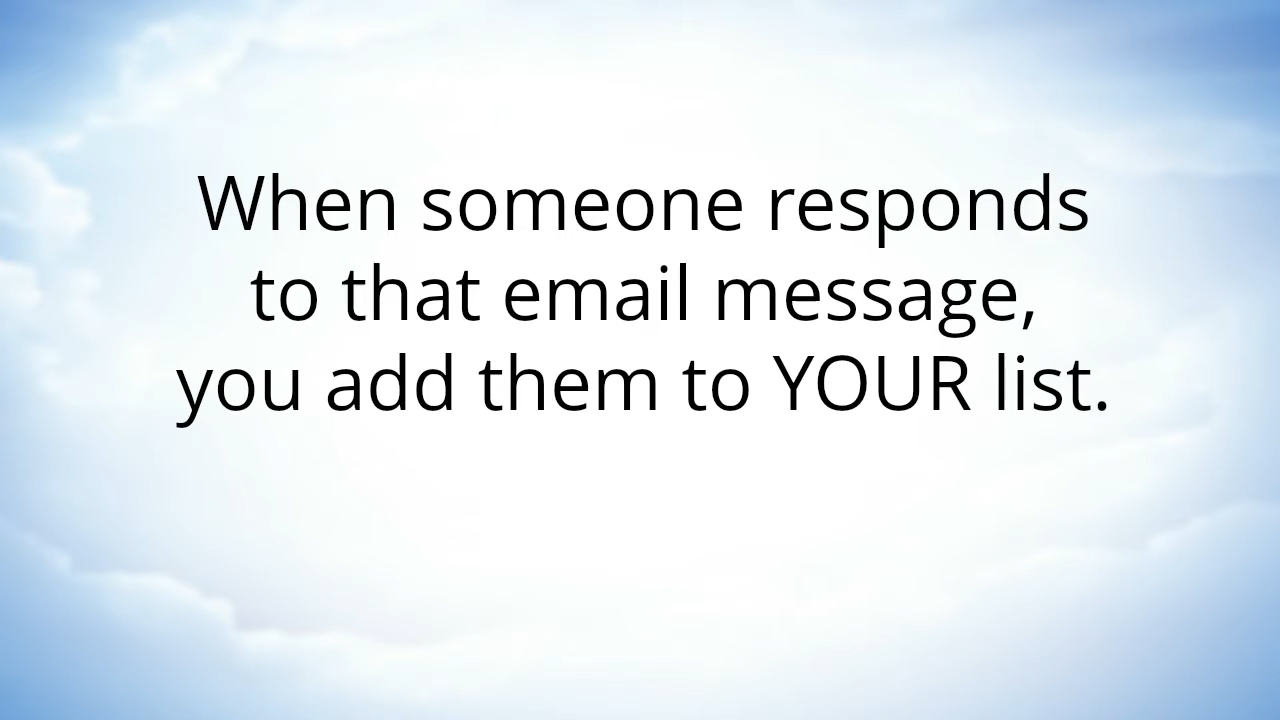 When someone responds
to that email message,
you add them to YOUR list.